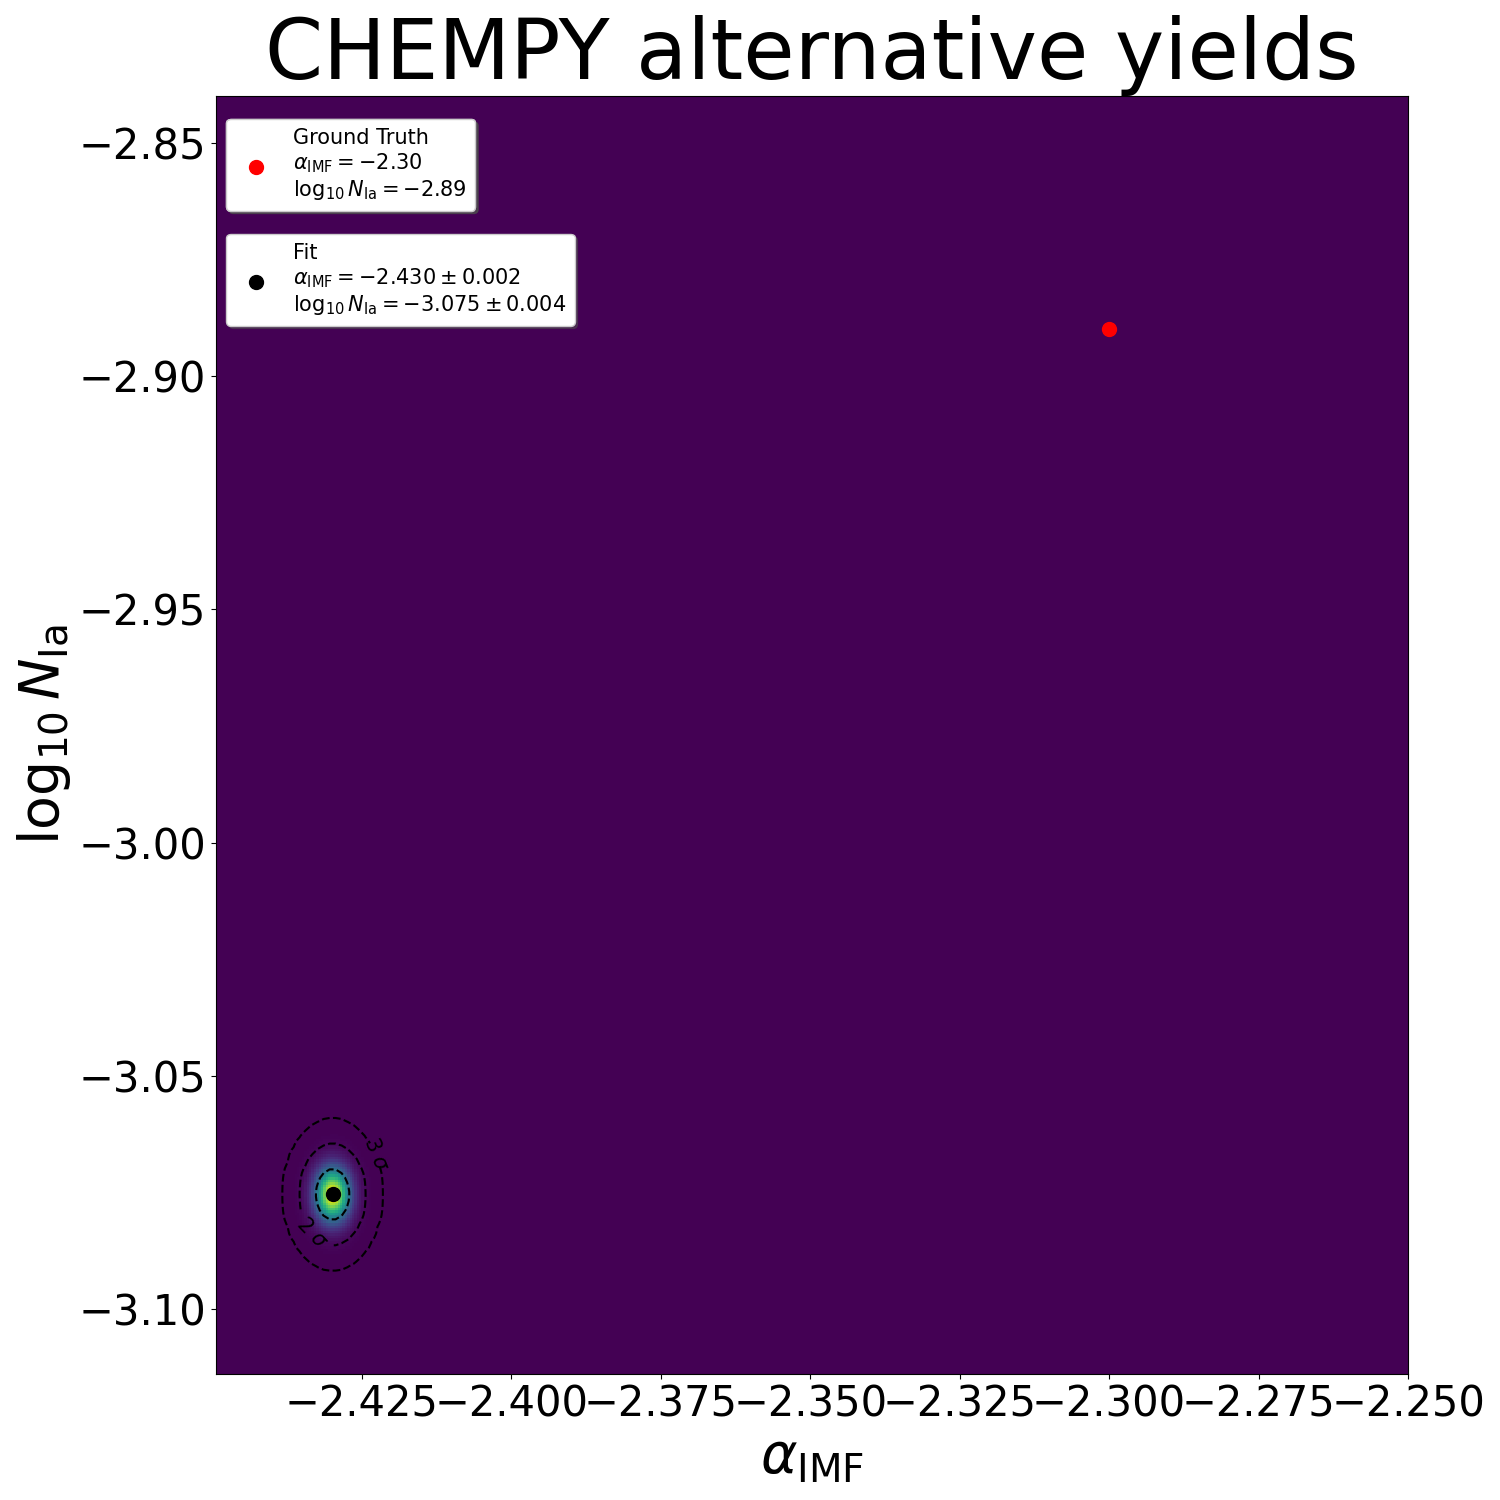 CHEMPY alternative yields
−2.85
−2.90
−2.95
−3.00
−3.05
−3.10
log₁₀ N_Ia
Ground Truth
α_IMF = −2.30
log₁₀ N_Ia = −2.89
Fit
α_IMF = −2.430 ± 0.002
log₁₀ N_Ia = −3.075 ± 0.004
3 σ
2 σ
−2.425 −2.400 −2.375 −2.350 −2.325 −2.300 −2.275 −2.250
α_IMF